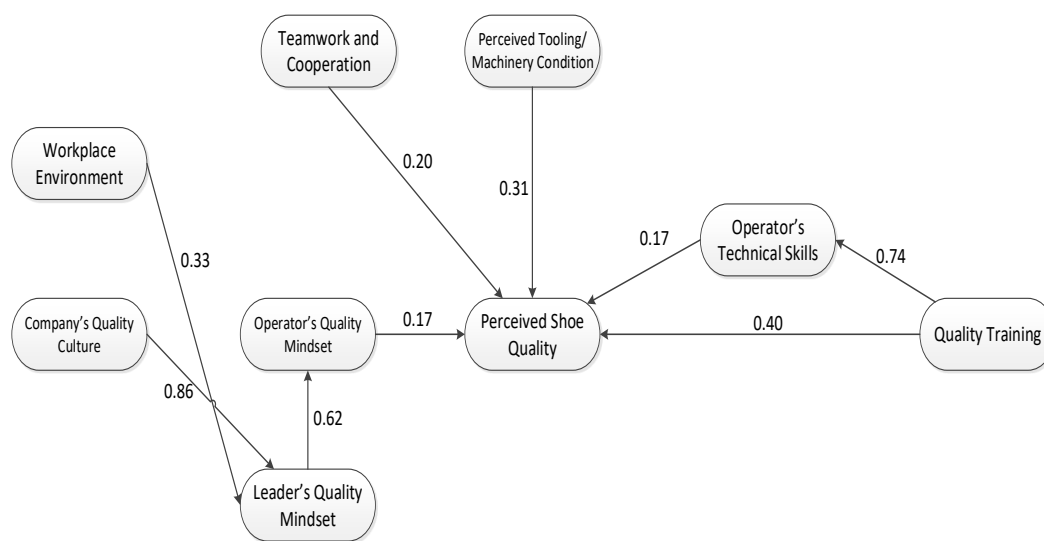 Teamwork and
Cooperation
Perceived Tooling/
Machinery Condition
Workplace
Environment
0.20
0.31
Operator’s
Technical Skills
0.17
0.74
0.33
Company’s Quality
Culture
Operator’s Quality
Mindset
0.17
Perceived Shoe
Quality
0.40
Quality Training
0.86
0.62
Leader’s Quality
Mindset